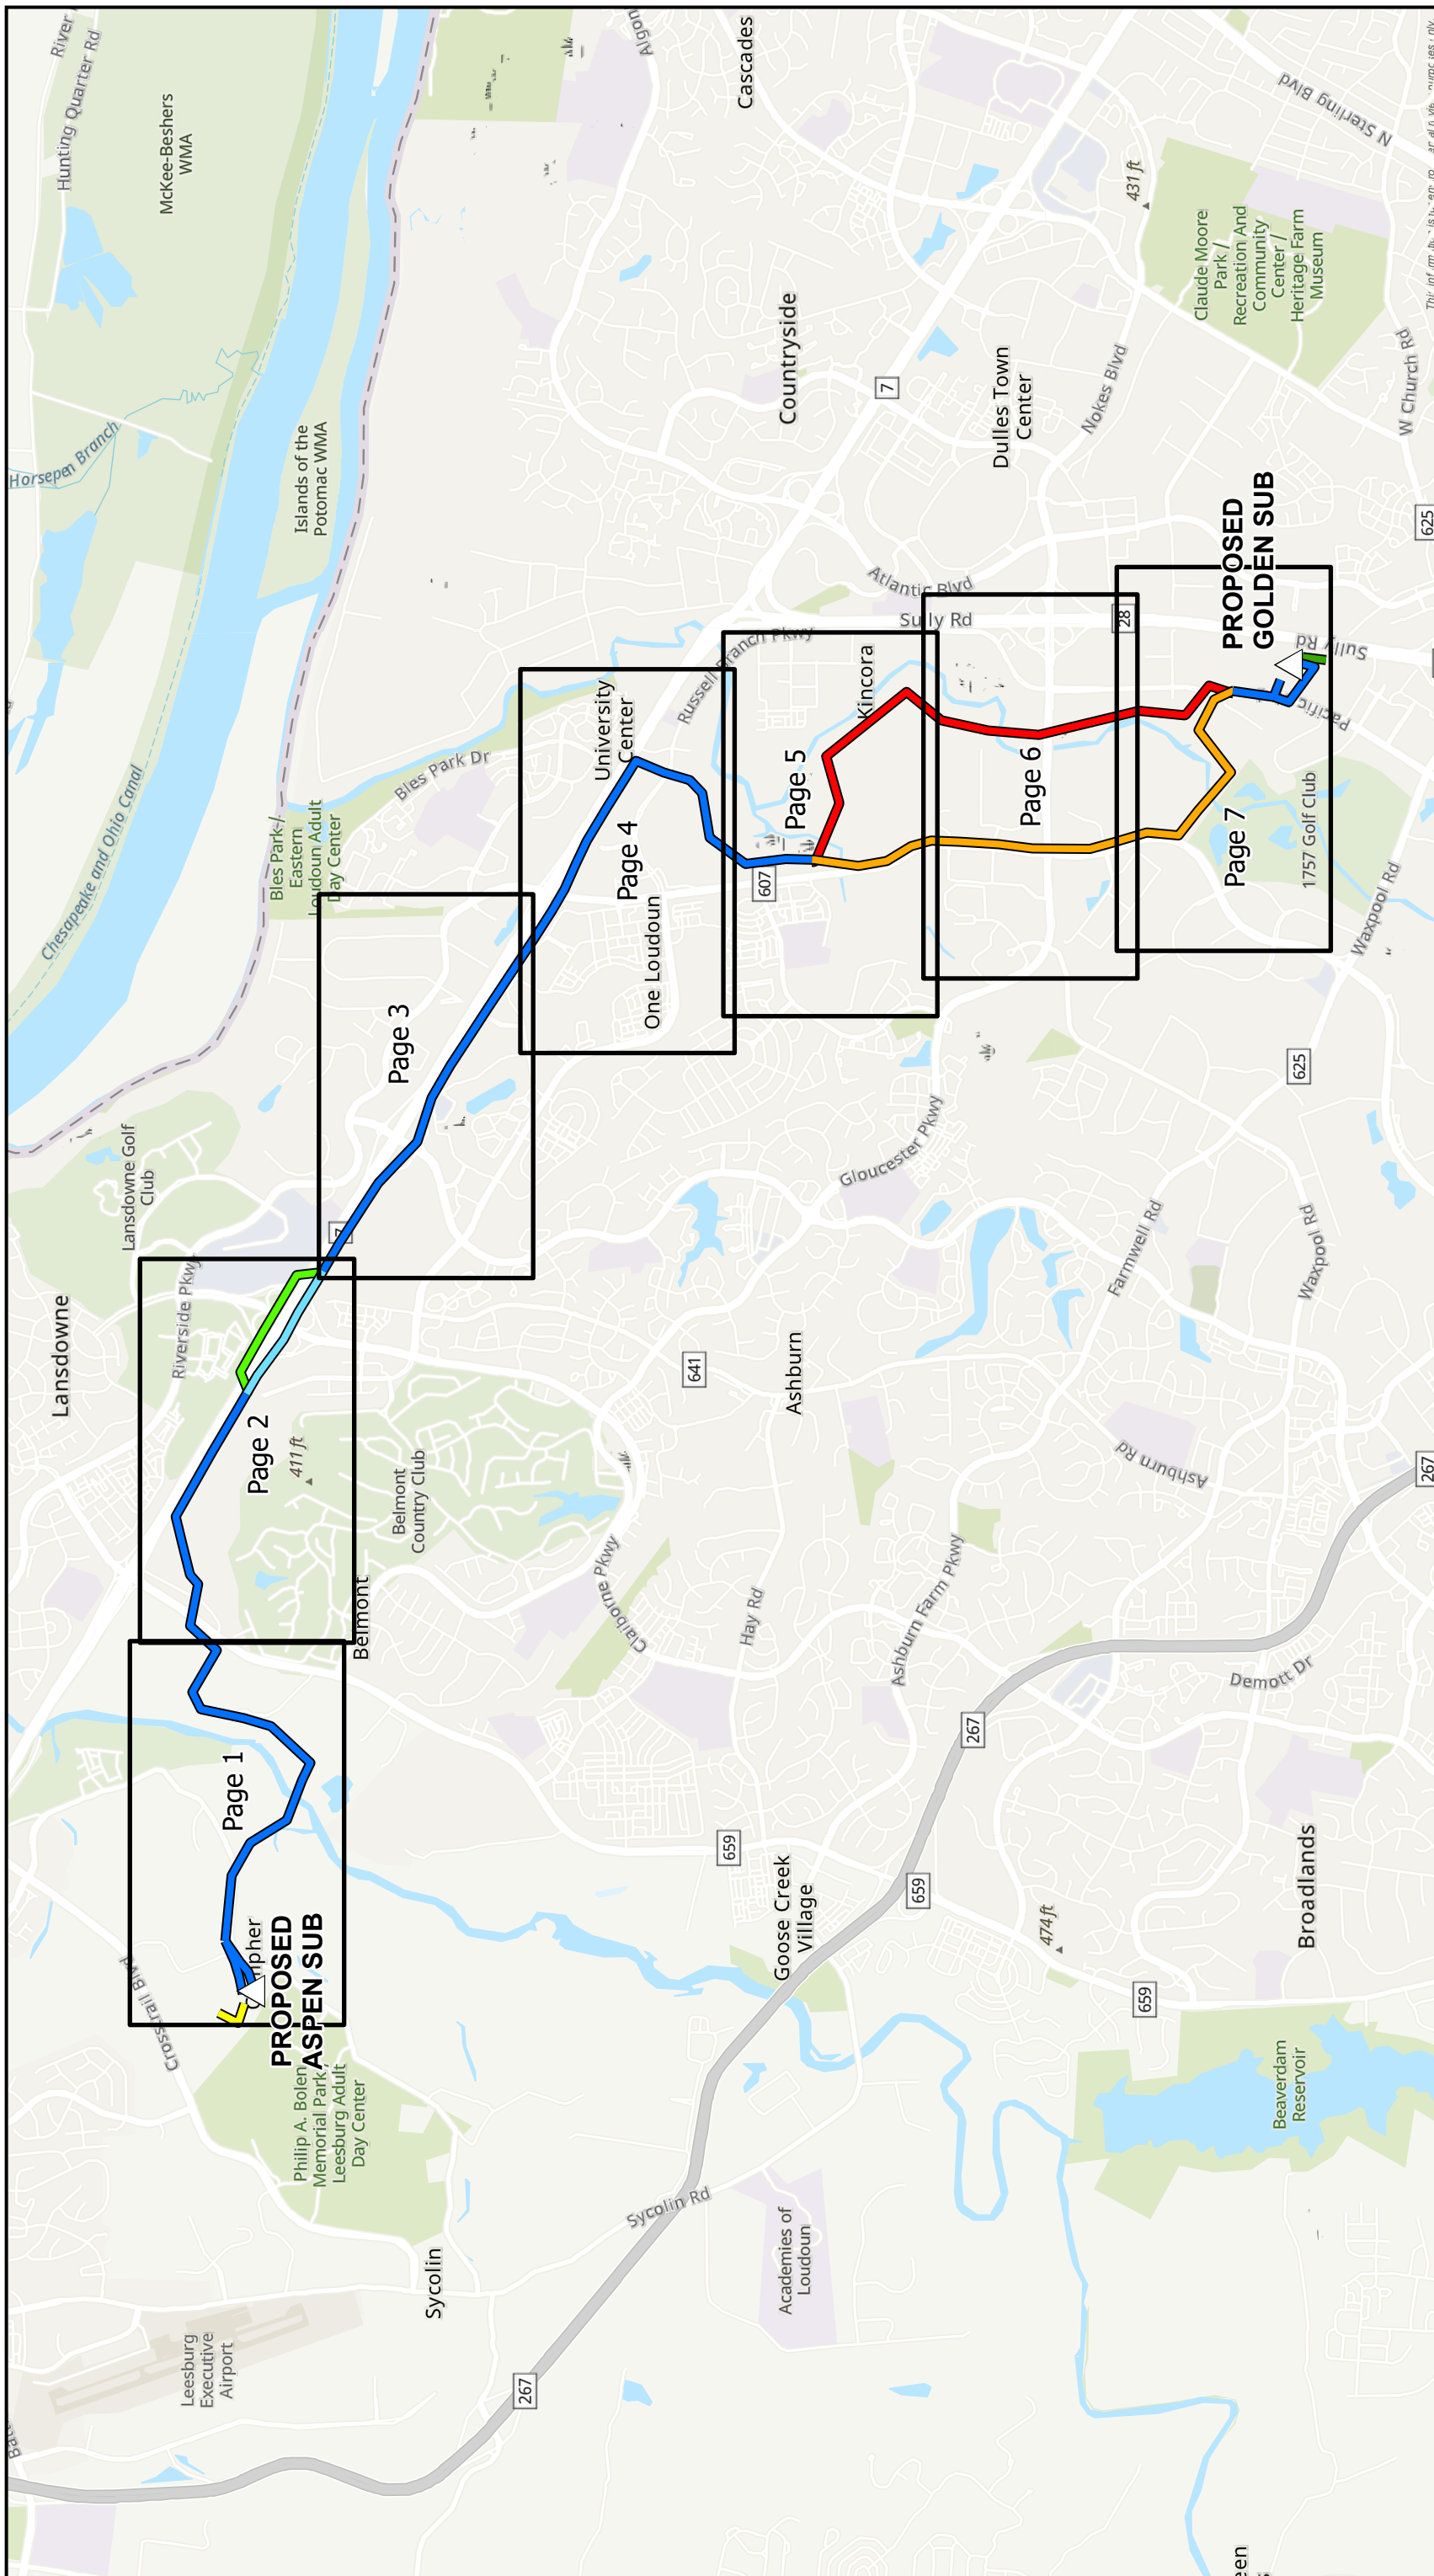 River
Hunting Quarter Rd
McKee-Beshers
WMA
Horsepen Branch
Islands of the
Potomac WMA
Chesapeake and Ohio Canal
Cascades
Countryside
7
Dulles Town
Center
Nokes Blvd
431 ft
N Sterling Blvd
Claude Moore
Park /
Recreation And
Community
Center /
Heritage Farm
Museum
W Church Rd
625
Atlantic Blvd
Sully Rd
28
PROPOSED
GOLDEN SUB
Sully Rd
Pacific
Russell Branch Pkwy
Kincora
University
Center
Bles Park Dr
Bles Park /
Eastern
Loudoun Adult
Day Center
Page 4
Page 5
Page 6
Page 7
1757 Golf Club
Waxpool Rd
607
One Loudoun
Page 3
625
Lansdowne Golf
Club
Gloucester Pkwy
Farmwell Rd
Waxpool Rd
7
Riverside Pkwy
Lansdowne
641
Ashburn
Page 2
411 ft
Belmont
Country Club
Ashburn Rd
267
Belmont
Claiborne Pkwy
Hay Rd
Ashburn Farm Pkwy
Demott Dr
267
Page 1
659
Goose Creek
Village
659
474 ft
Broadlands
659
Crosstrail Blvd
PROPOSED
ASPEN SUB
Philip A. Bolen
Memorial Park /
Leesburg Adult
Day Center
Beaverdam
Reservoir
Sycolin Rd
Academies of
Loudoun
Sycolin
Leesburg
Executive
Airport
267